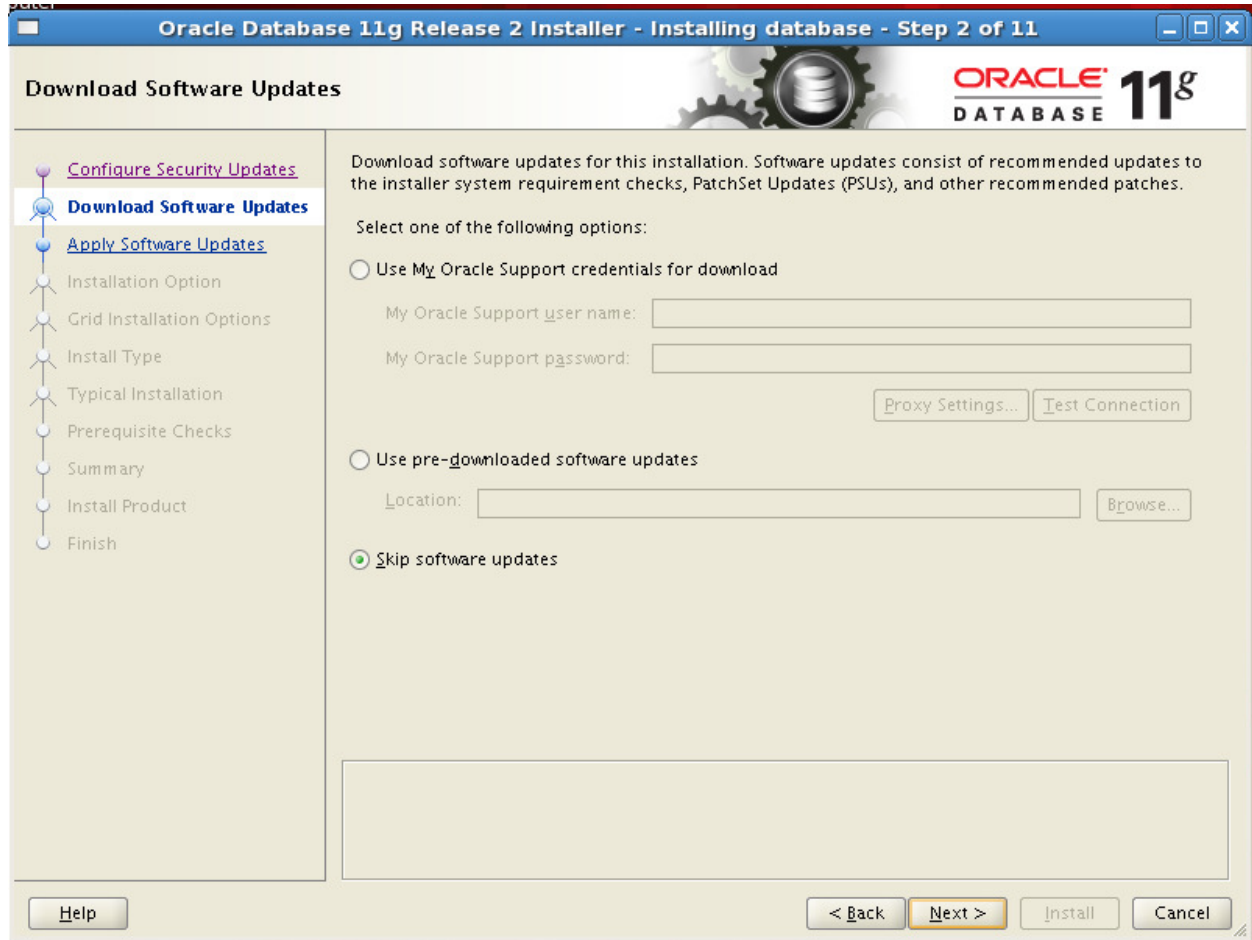 Oracle Database 11g Release 2 Installer - Installing database - Step 2 of 11
Download Software Updates
ORACLE
DATABASE
11g
Configure Security Updates
Download Software Updates
Apply Software Updates
Installation Option
Grid Installation Options
Install Type
Typical Installation
Prerequisite Checks
Summary
Install Product
Finish
Download software updates for this installation. Software updates consist of recommended updates to
the installer system requirement checks, PatchSet Updates (PSUs), and other recommended patches.
Select one of the following options:
Use My Oracle Support credentials for download
My Oracle Support user name:
My Oracle Support password:
Proxy Settings... Test Connection
Use pre-downloaded software updates
Location: Browse...
Skip software updates
Help < Back Next > Install Cancel